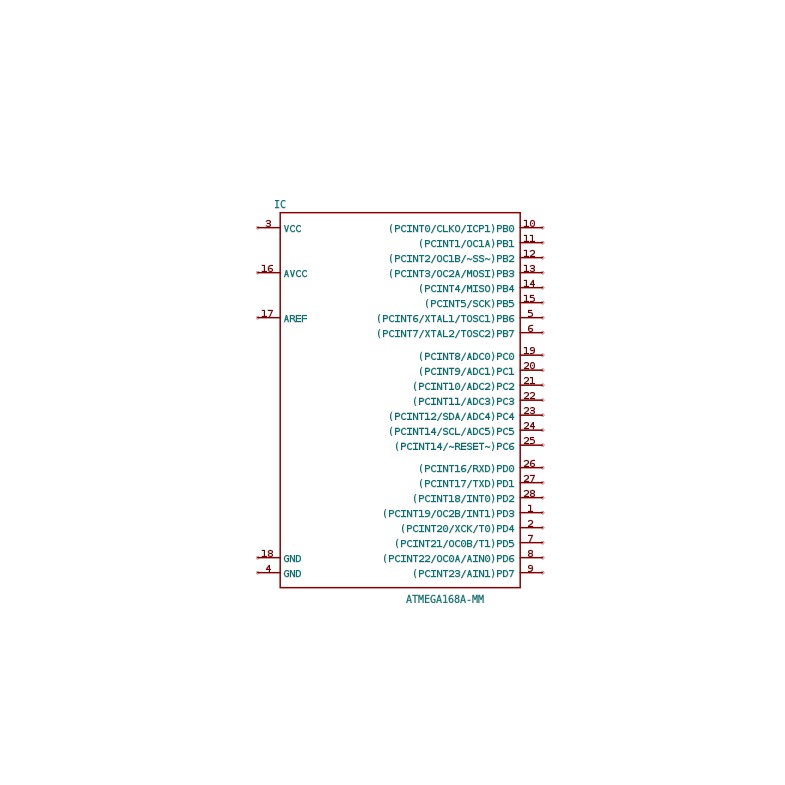 IC
3 VCC (PCINT0/CLKO/ICP1)PB0 10
(PCINT1/OC1A)PB1 11
(PCINT2/OC1B/~SS~)PB2 12
16 AVCC (PCINT3/OC2A/MOSI)PB3 13
(PCINT4/MISO)PB4 14
(PCINT5/SCK)PB5 15
17 AREF (PCINT6/XTAL1/TOSC1)PB6 5
(PCINT7/XTAL2/TOSC2)PB7 6
(PCINT8/ADC0)PC0 19
(PCINT9/ADC1)PC1 20
(PCINT10/ADC2)PC2 21
(PCINT11/ADC3)PC3 22
(PCINT12/SDA/ADC4)PC4 23
(PCINT14/SCL/ADC5)PC5 24
(PCINT14/~RESET~)PC6 25
(PCINT16/RXD)PD0 26
(PCINT17/TXD)PD1 27
(PCINT18/INT0)PD2 28
(PCINT19/OC2B/INT1)PD3 1
(PCINT20/XCK/T0)PD4 2
(PCINT21/OC0B/T1)PD5 7
18 GND (PCINT22/OC0A/AIN0)PD6 8
4 GND (PCINT23/AIN1)PD7 9
ATMEGA168A-MM